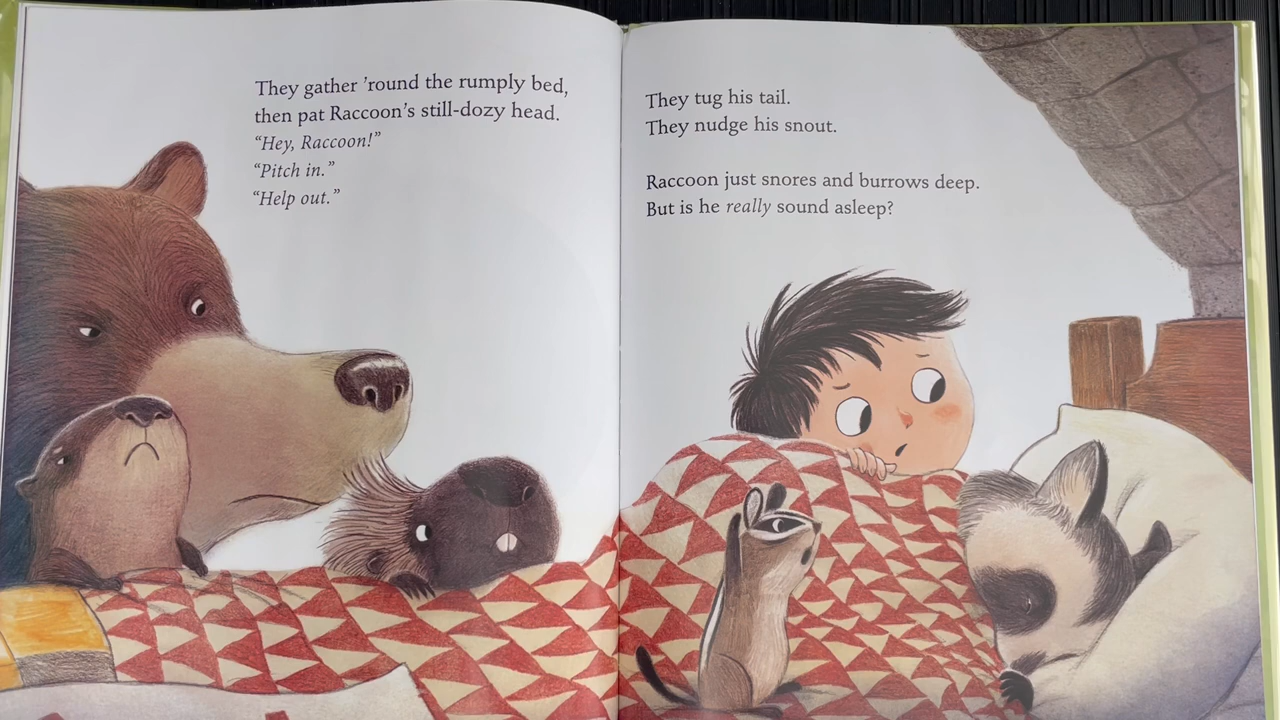 They gather ’round the rumply bed,
then pat Raccoon’s still-dozy head.
“Hey, Raccoon!”
“Pitch in.”
“Help out.”
They tug his tail.
They nudge his snout.
Raccoon just snores and burrows deep.
But is he really sound asleep?